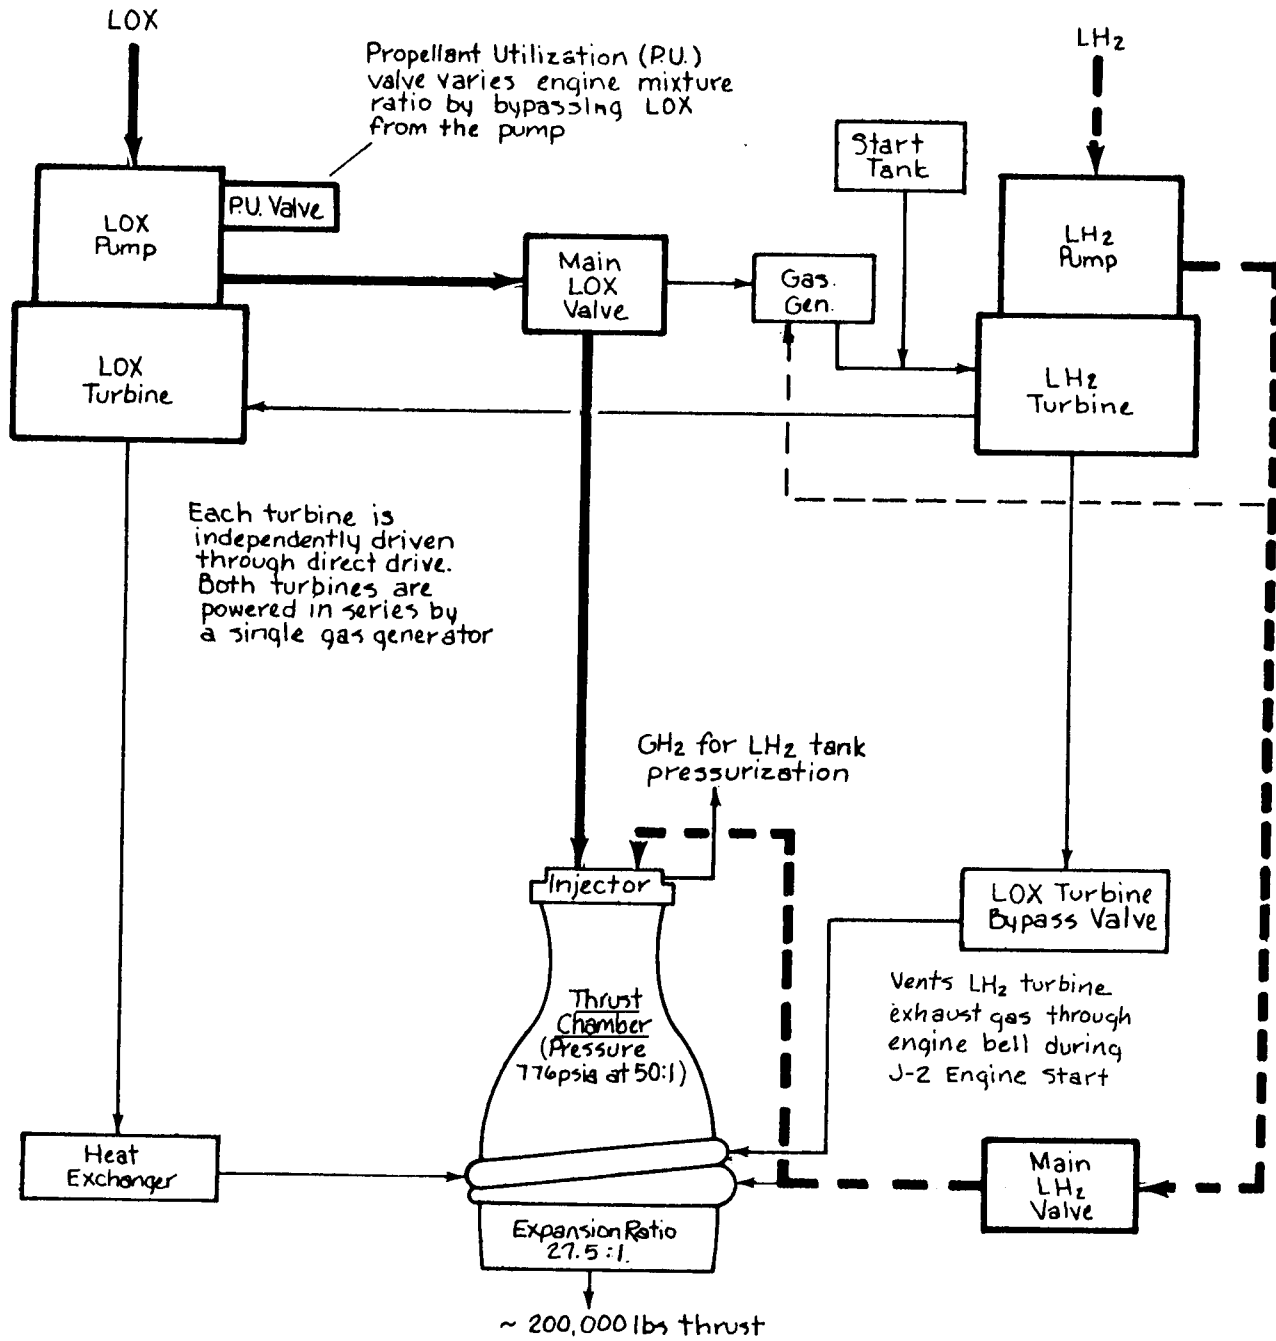 LOX
LH2
Propellant Utilization (P.U.)
valve varies engine mixture
ratio by bypassing LOX
from the pump
Start
Tank
LOX
Pump
P.U. Valve
Main
LOX
Valve
Gas.
Gen.
LH2
Pump
LOX
Turbine
LH2
Turbine
Each turbine is
independently driven
through direct drive.
Both turbines are
powered in series by
a single gas generator
GH2 for LH2 tank
pressurization
Injector
LOX Turbine
Bypass Valve
Thrust
Chamber
(Pressure
776psia at 50:1)
Vents LH2 turbine
exhaust gas through
engine bell during
J-2 Engine Start
Heat
Exchanger
Main
LH2
Valve
Expansion Ratio
27.5:1.
~ 200,000 lbs thrust